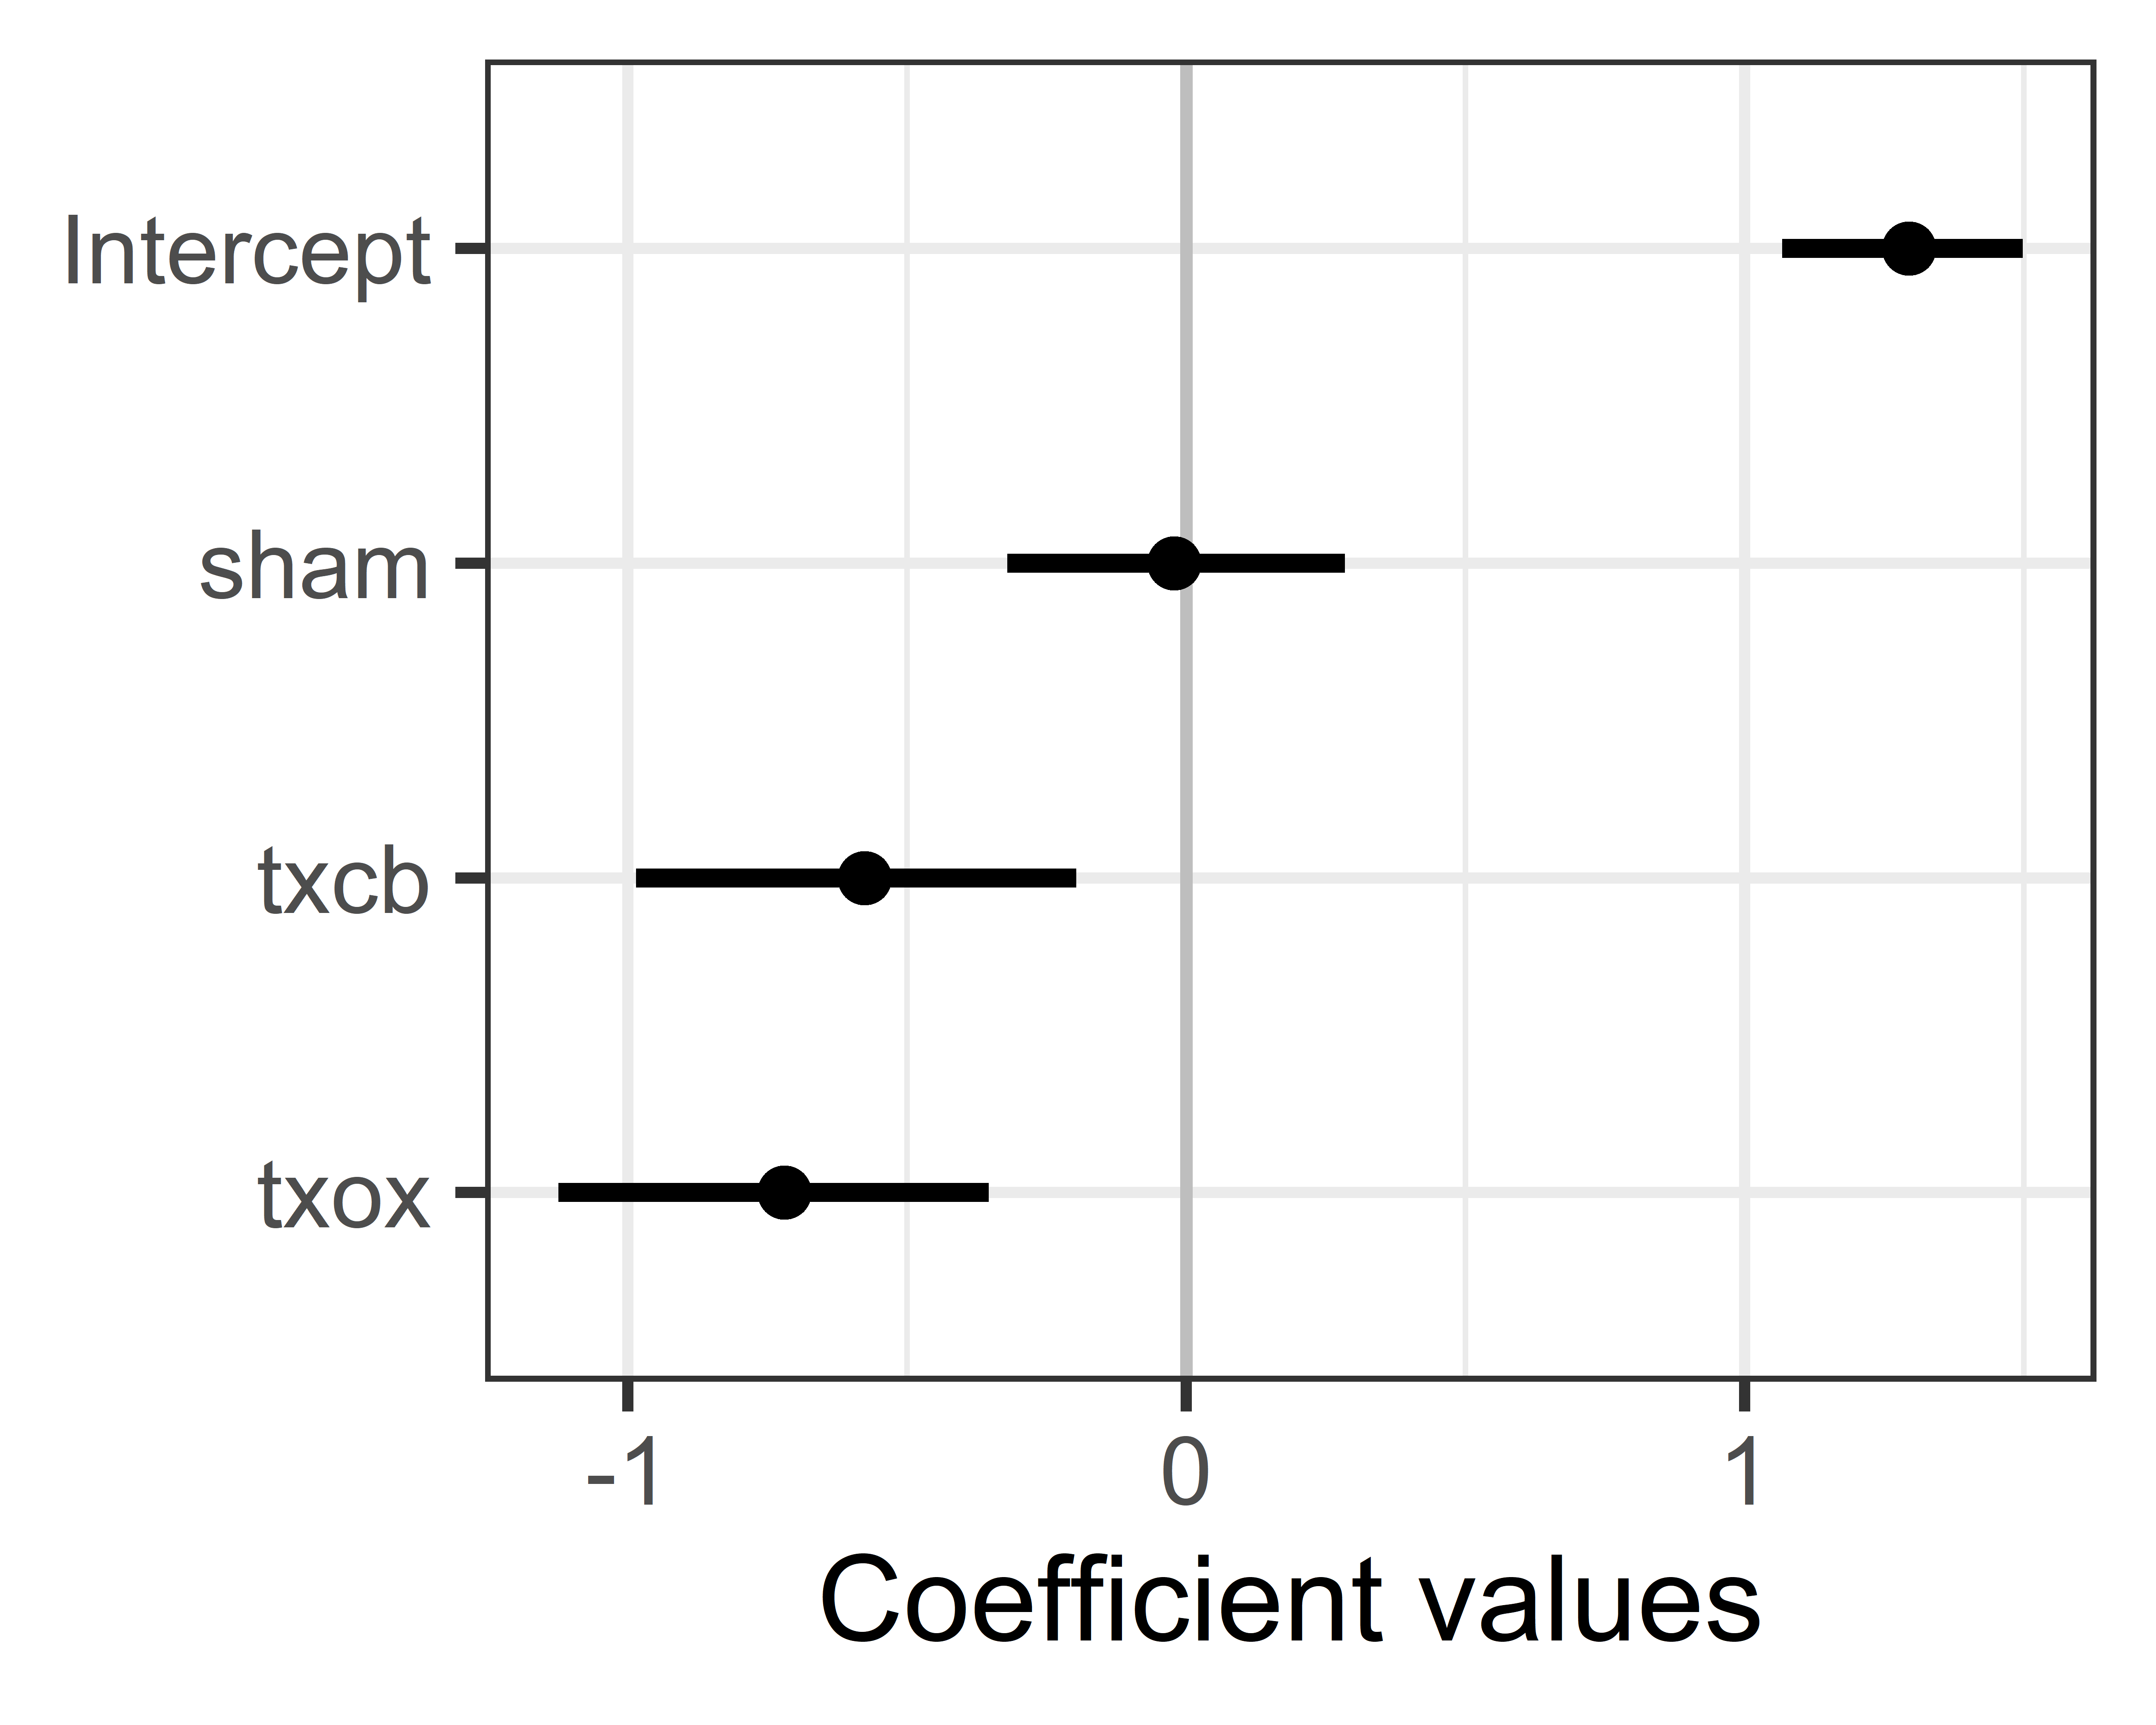 Intercept
sham
txcb
txox
-1 0 1
Coefficient values